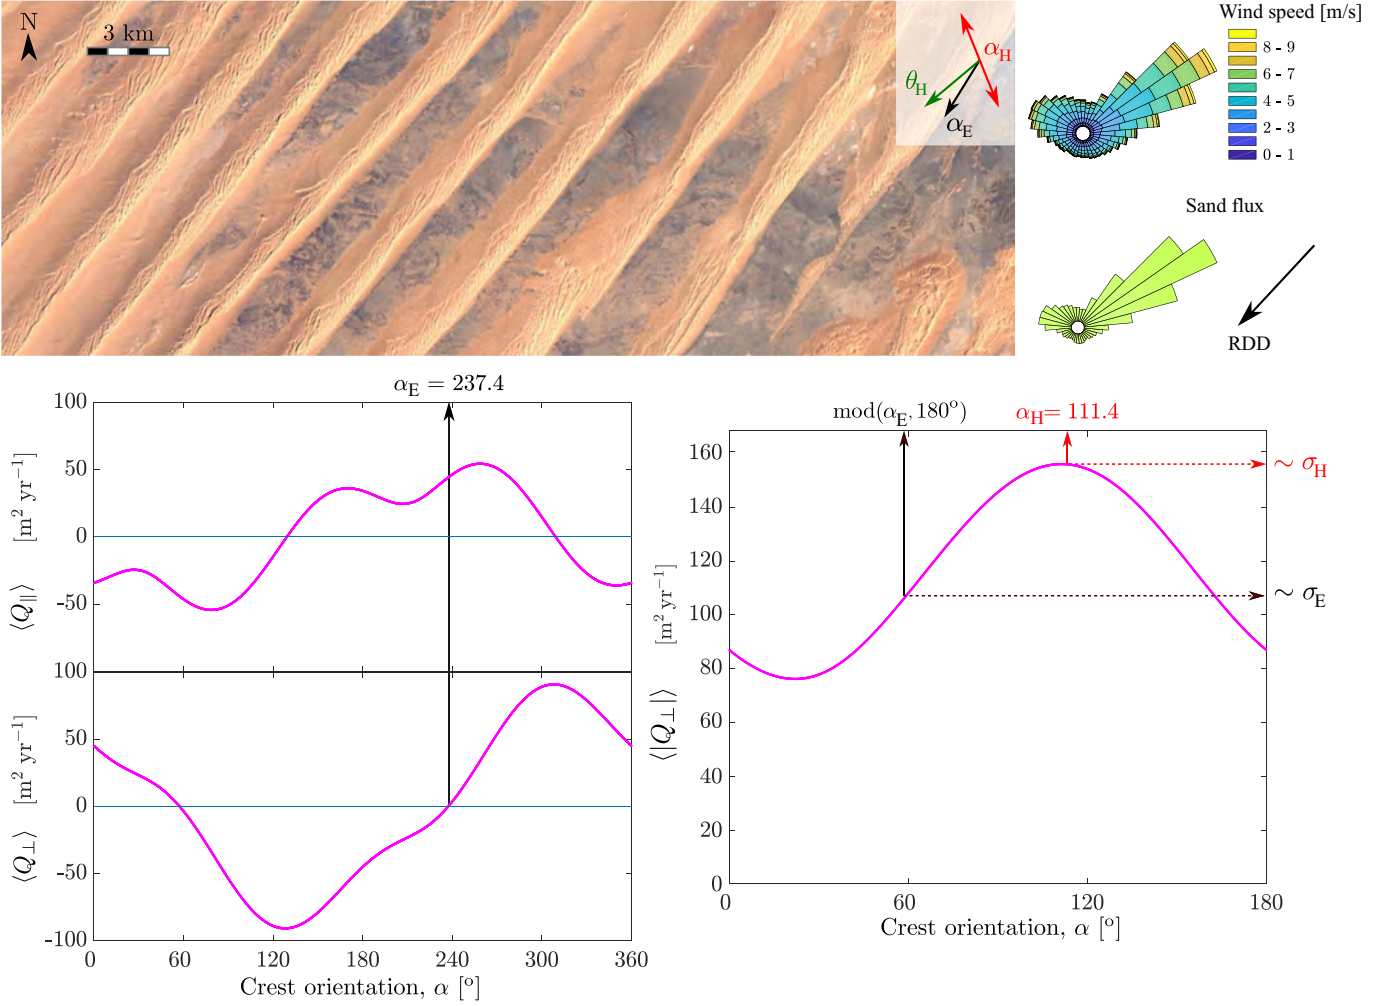 N
3 km
α_H
θ_H
α_E
Wind speed [m/s]
8 - 9
6 - 7
4 - 5
2 - 3
0 - 1
Sand flux
RDD
α_E = 237.4
100
50
0
-50
⟨Q_∥⟩ [m² yr⁻¹]
100
50
0
-50
-100
⟨Q_⊥⟩ [m² yr⁻¹]
0 60 120 180 240 300 360
Crest orientation, α [°]
mod(α_E, 180°)
α_H= 111.4
160
140
120
100
80
60
40
20
0
⟨|Q_⊥|⟩ [m² yr⁻¹]
∼ σ_H
∼ σ_E
0 60 120 180
Crest orientation, α [°]